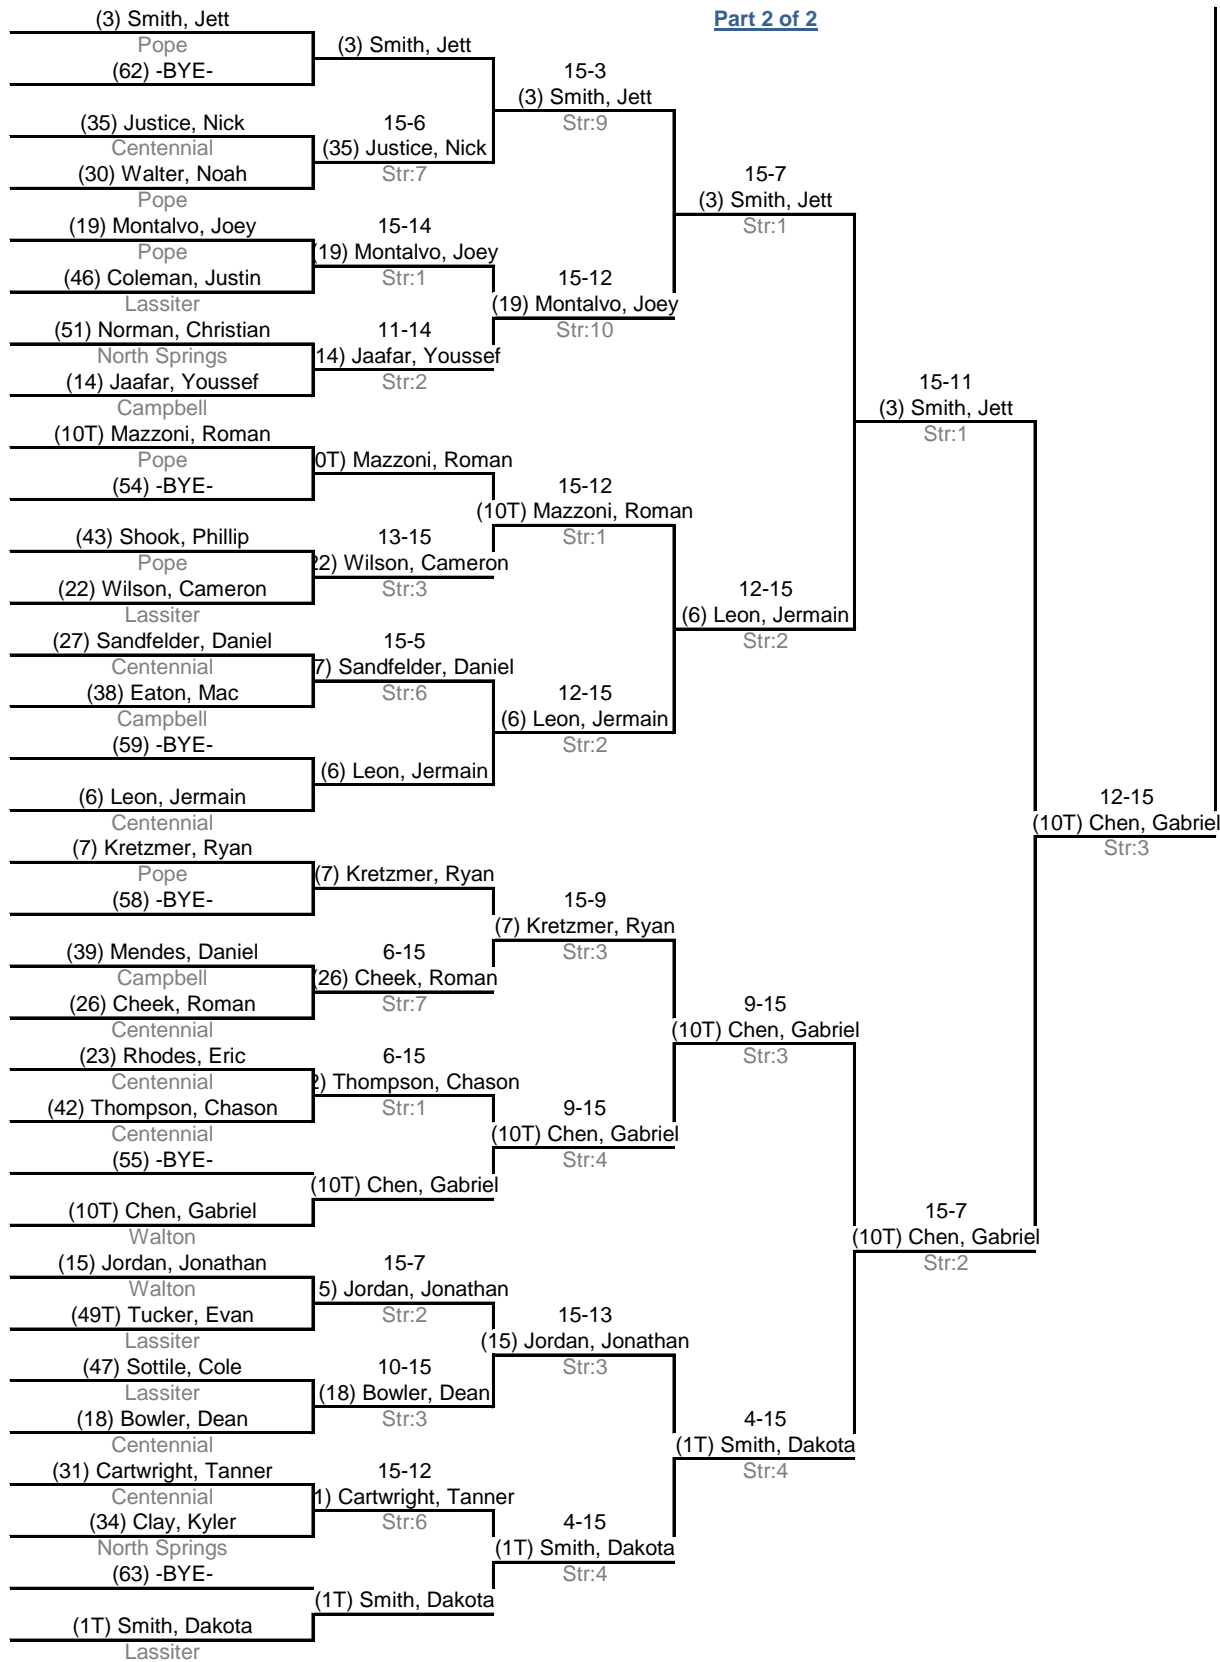 Part 2 of 2
(3) Smith, Jett
Pope
(62) -BYE-
(35) Justice, Nick
Centennial
(30) Walter, Noah
Pope
(19) Montalvo, Joey
Pope
(46) Coleman, Justin
Lassiter
(51) Norman, Christian
North Springs
(14) Jaafar, Youssef
Campbell
(10T) Mazzoni, Roman
Pope
(54) -BYE-
(43) Shook, Phillip
Pope
(22) Wilson, Cameron
Lassiter
(27) Sandfelder, Daniel
Centennial
(38) Eaton, Mac
Campbell
(59) -BYE-
(6) Leon, Jermain
Centennial
(7) Kretzmer, Ryan
Pope
(58) -BYE-
(39) Mendes, Daniel
Campbell
(26) Cheek, Roman
Centennial
(23) Rhodes, Eric
Centennial
(42) Thompson, Chason
Centennial
(55) -BYE-
(10T) Chen, Gabriel
Walton
(15) Jordan, Jonathan
Walton
(49T) Tucker, Evan
Lassiter
(47) Sottile, Cole
Lassiter
(18) Bowler, Dean
Centennial
(31) Cartwright, Tanner
Centennial
(34) Clay, Kyler
North Springs
(63) -BYE-
(1T) Smith, Dakota
Lassiter
(3) Smith, Jett
15-6
(35) Justice, Nick
Str:7
15-14
(19) Montalvo, Joey
Str:1
11-14
14) Jaafar, Youssef
Str:2
0T) Mazzoni, Roman
13-15
22) Wilson, Cameron
Str:3
15-5
7) Sandfelder, Daniel
Str:6
(6) Leon, Jermain
(7) Kretzmer, Ryan
6-15
(26) Cheek, Roman
Str:7
6-15
2) Thompson, Chason
Str:1
(10T) Chen, Gabriel
15-7
5) Jordan, Jonathan
Str:2
10-15
(18) Bowler, Dean
Str:3
15-12
1) Cartwright, Tanner
Str:6
(1T) Smith, Dakota
15-3
(3) Smith, Jett
Str:9
15-12
(19) Montalvo, Joey
Str:10
15-12
(10T) Mazzoni, Roman
Str:1
12-15
(6) Leon, Jermain
Str:2
15-9
(7) Kretzmer, Ryan
Str:3
9-15
(10T) Chen, Gabriel
Str:4
15-13
(15) Jordan, Jonathan
Str:3
4-15
(1T) Smith, Dakota
Str:4
15-7
(3) Smith, Jett
Str:1
12-15
(6) Leon, Jermain
Str:2
9-15
(10T) Chen, Gabriel
Str:3
4-15
(1T) Smith, Dakota
Str:4
15-11
(3) Smith, Jett
Str:1
15-7
(10T) Chen, Gabriel
Str:2
12-15
(10T) Chen, Gabriel
Str:3